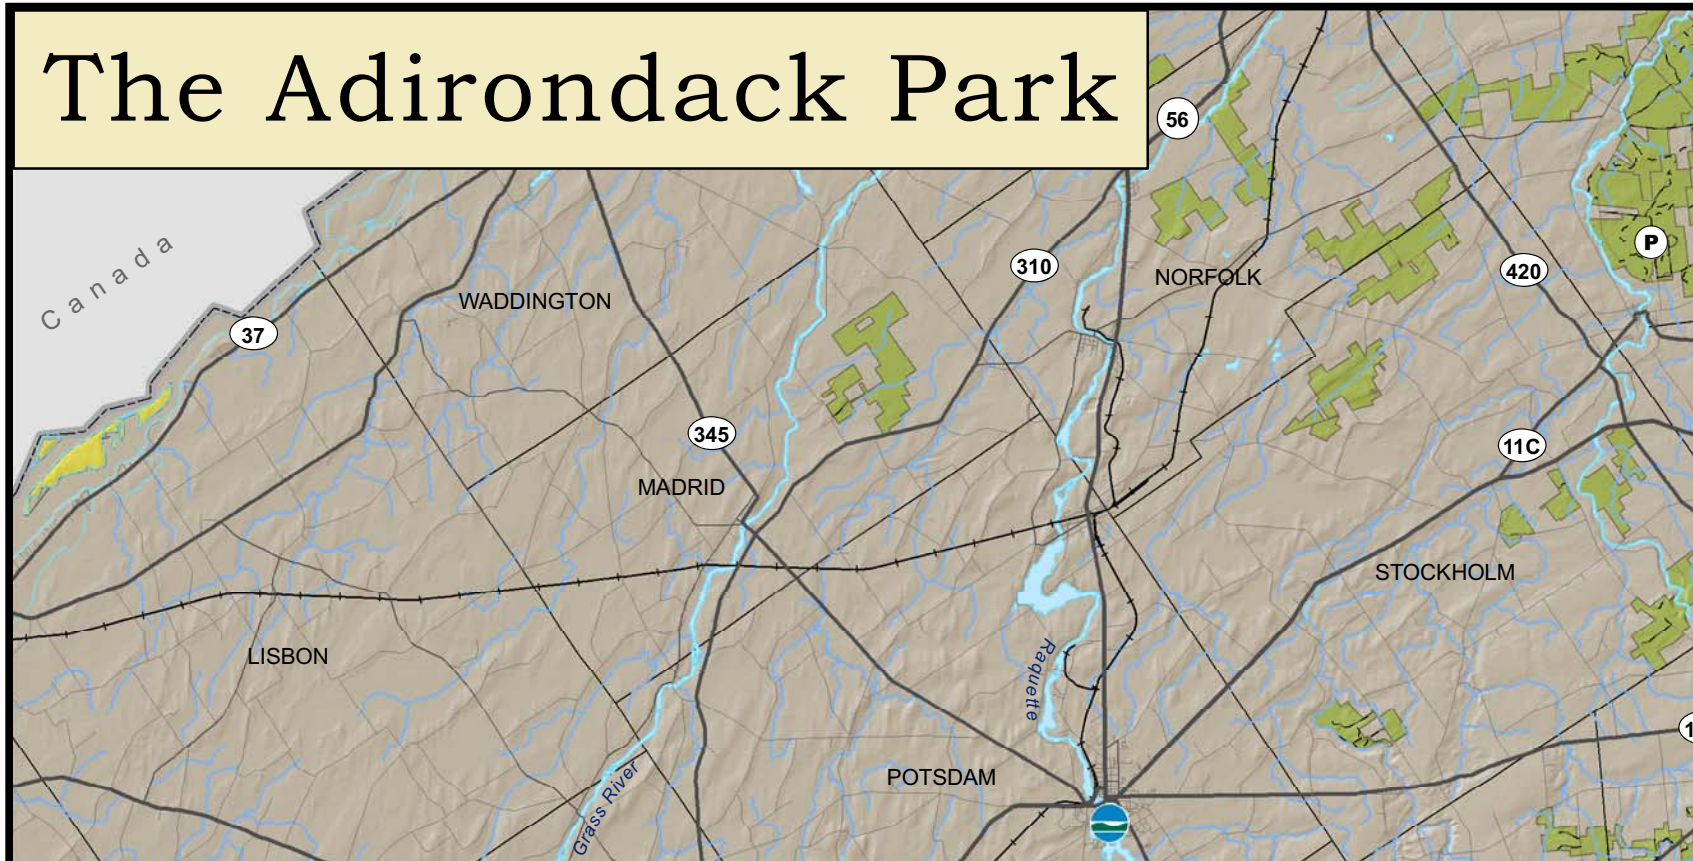 The Adirondack Park
56
Canada
P
310
420
NORFOLK
WADDINGTON
37
345
11C
MADRID
STOCKHOLM
LISBON
Raquette
1
POTSDAM
Grass River